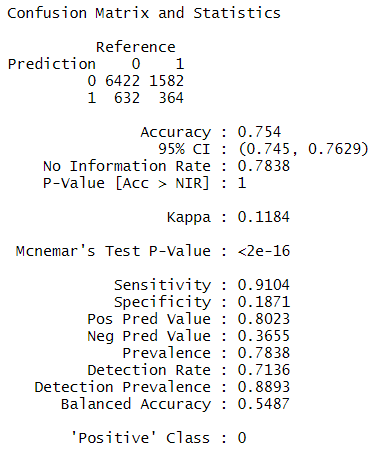 Confusion Matrix and Statistics
Reference
Prediction 0 1
0 6422 1582
1 632 364
Accuracy : 0.754
95% CI : (0.745, 0.7629)
No Information Rate : 0.7838
P-Value [Acc > NIR] : 1
Kappa : 0.1184
Mcnemar's Test P-Value : <2e-16
Sensitivity : 0.9104
Specificity : 0.1871
Pos Pred Value : 0.8023
Neg Pred Value : 0.3655
Prevalence : 0.7838
Detection Rate : 0.7136
Detection Prevalence : 0.8893
Balanced Accuracy : 0.5487
'Positive' Class : 0